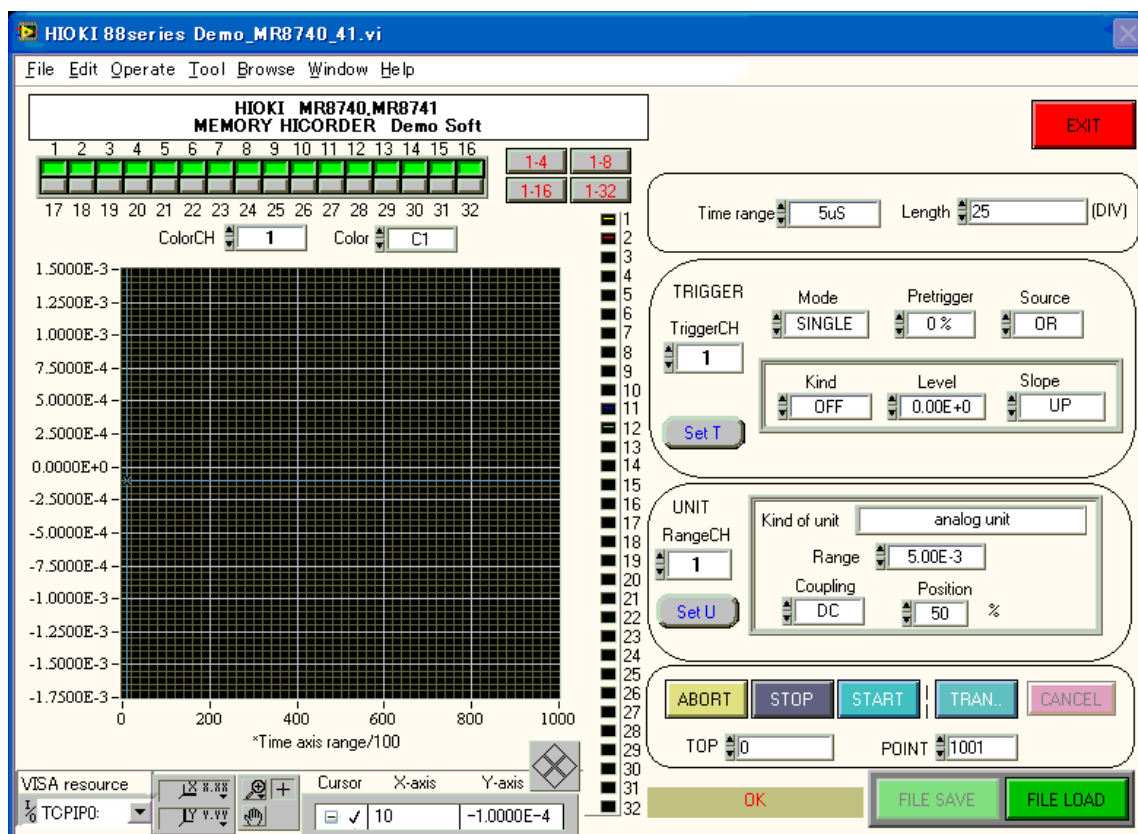 HIOKI 88series Demo_MR8740_41.vi
File Edit Operate Tool Browse Window Help
HIOKI MR8740,MR8741
MEMORY HICORDER Demo Soft
EXIT
1 2 3 4 5 6 7 8 9 10 11 12 13 14 15 16
17 18 19 20 21 22 23 24 25 26 27 28 29 30 31 32
1-4 1-8
1-16 1-32
ColorCH 1 Color C1
Time range 5uS Length 25 (DIV)
1.5000E-3
1.2500E-3
1.0000E-3
7.5000E-4
5.0000E-4
2.5000E-4
0.0000E+0
-2.5000E-4
-5.0000E-4
-7.5000E-4
-1.0000E-3
-1.2500E-3
-1.5000E-3
-1.7500E-3
0 200 400 600 800 1000
*Time axis range/100
1
2
3
4
5
6
7
8
9
10
11
12
13
14
15
16
17
18
19
20
21
22
23
24
25
26
27
28
29
30
31
32
TRIGGER
Mode Pretrigger Source
SINGLE 0 % OR
TriggerCH
1
Kind Level Slope
OFF 0.00E+0 UP
Set T
UNIT
Kind of unit analog unit
RangeCH
1
Range 5.00E-3
Coupling Position
DC 50 %
Set U
ABORT STOP START TRAN.. CANCEL
TOP 0 POINT 1001
OK FILE SAVE FILE LOAD
VISA resource
I/0 TCPIP0:
X X.XX
Y Y.YY
Cursor X-axis Y-axis
10 -1.0000E-4